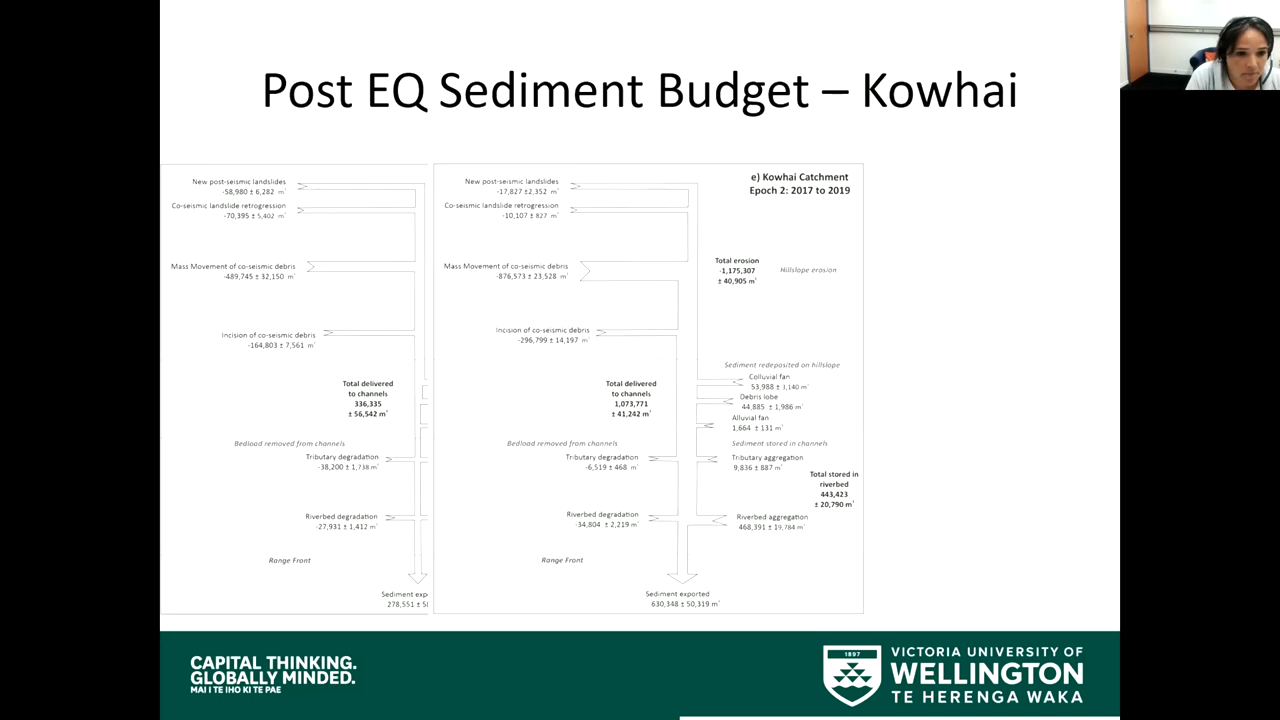 Post EQ Sediment Budget – Kowhai
New post-seismic landslides
-58,980 ± 6,282 m³
Co-seismic landslide retrogression
-70,395 ± 5,402 m³
Mass Movement of co-seismic debris
-489,745 ± 32,150 m³
Incision of co-seismic debris
-164,803 ± 7,561 m³
Total delivered
to channels
336,335
± 56,542 m³
Bedload removed from channels
Tributary degradation
-38,200 ± 1,738 m³
Riverbed degradation
-27,931 ± 1,412 m³
Range Front
Sediment exp
278,551 ± 5
New post-seismic landslides
-17,827 ±2,352 m³
Co-seismic landslide retrogression
-10,107 ± 827 m³
Mass Movement of co-seismic debris
-876,573 ± 23,528 m³
Incision of co-seismic debris
-296,799 ± 14,197 m³
Total delivered
to channels
1,073,771
± 41,242 m³
Bedload removed from channels
Tributary degradation
-6,519 ± 468 m³
Riverbed degradation
-34,804 ± 2,219 m³
Range Front
Sediment exported
630,348 ± 50,319 m³
e) Kowhai Catchment
Epoch 2: 2017 to 2019
Total erosion
-1,175,307
± 40,905 m³
Hillslope erosion
Sediment redeposited on hillslope
Colluvial fan
53,988 ± 3,140 m³
Debris lobe
44,885 ± 1,986 m³
Alluvial fan
1,664 ± 131 m³
Sediment stored in channels
Tributary aggregation
9,836 ± 887 m³
Total stored in
riverbed
443,423
± 20,790 m³
Riverbed aggregation
468,391 ± 19,784 m³
CAPITAL THINKING.
GLOBALLY MINDED.
MAI I TE IHO KI TE PAE
1897
VICTORIA UNIVERSITY OF
WELLINGTON
TE HERENGA WAKA